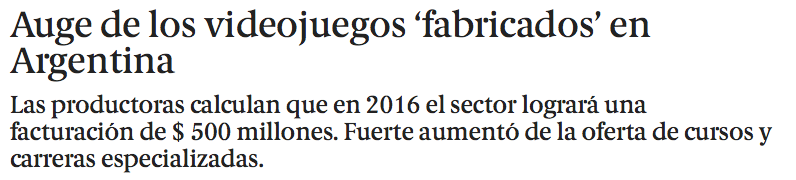 Auge de los videojuegos ‘fabricados’ en
Argentina
Las productoras calculan que en 2016 el sector logrará una
facturación de $ 500 millones. Fuerte aumentó de la oferta de cursos y
carreras especializadas.